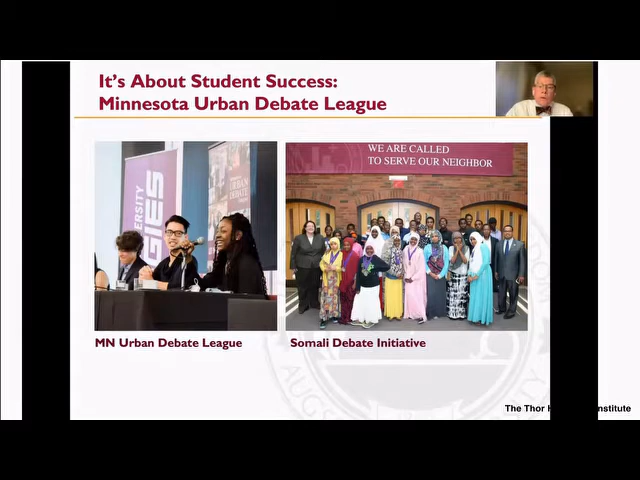 It's About Student Success:
Minnesota Urban Debate League
WE ARE CALLED
TO SERVE OUR NEIGHBOR
MN Urban Debate League
Somali Debate Initiative
The Thor